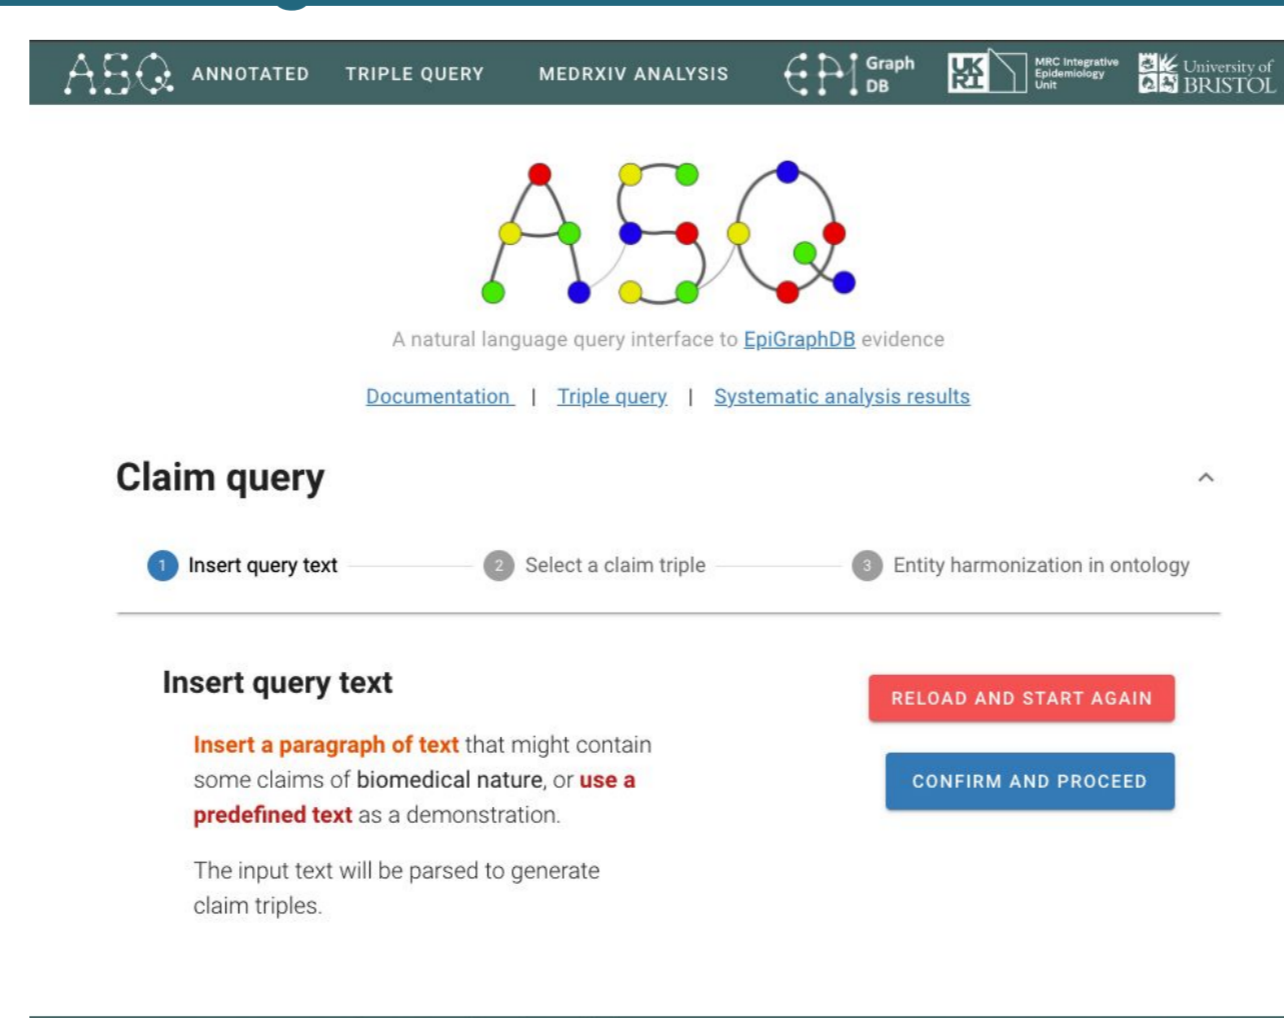 ASQ ANNOTATED TRIPLE QUERY MEDRXIV ANALYSIS EPI Graph DB UKRI MRC Integrative Epidemiology Unit University of BRISTOL
ASQ
A natural language query interface to EpiGraphDB evidence
Documentation | Triple query | Systematic analysis results
Claim query
1 Insert query text 2 Select a claim triple 3 Entity harmonization in ontology
Insert query text
RELOAD AND START AGAIN
Insert a paragraph of text that might contain
some claims of biomedical nature, or use a
CONFIRM AND PROCEED
predefined text as a demonstration.
The input text will be parsed to generate
claim triples.